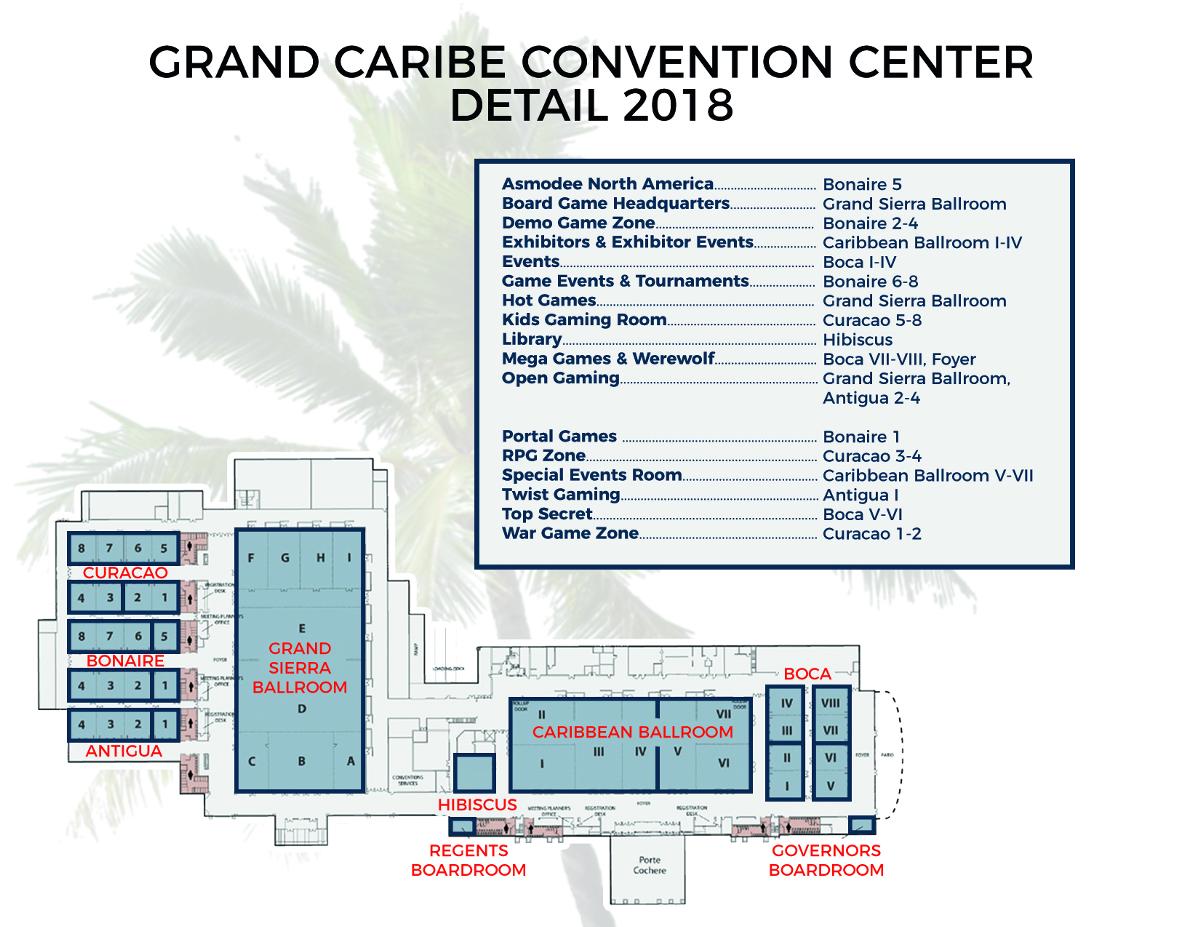 GRAND CARIBE CONVENTION CENTER
DETAIL 2018
Asmodee North America.......................... Bonaire 5
Board Game Headquarters...................... Grand Sierra Ballroom
Demo Game Zone......................................... Bonaire 2-4
Exhibitors & Exhibitor Events................ Caribbean Ballroom I-IV
Events................................................................. Boca I-IV
Game Events & Tournaments................. Bonaire 6-8
Hot Games........................................................ Grand Sierra Ballroom
Kids Gaming Room...................................... Curacao 5-8
Library................................................................. Hibiscus
Mega Games & Werewolf.......................... Boca VII-VIII, Foyer
Open Gaming................................................... Grand Sierra Ballroom,
Antigua 2-4
Portal Games .................................................. Bonaire 1
RPG Zone........................................................... Curacao 3-4
Special Events Room.................................. Caribbean Ballroom V-VII
Twist Gaming................................................... Antigua I
Top Secret......................................................... Boca V-VI
War Game Zone............................................. Curacao 1-2
8 7 6 5
CURACAO
4 3 2 1
8 7 6 5
BONAIRE
4 3 2 1
4 3 2 1
ANTIGUA
REGISTRATION
DESK
MEETING PLANNER'S
OFFICE
FOYER
MEETING PLANNER'S
OFFICE
REGISTRATION
DESK
F G H I
E
GRAND
SIERRA
BALLROOM
D
C B A
RAMP
LOADING DOCK
CONVENTIONS
SERVICES
HIBISCUS
REGENTS
BOARDROOM
ROLLUP
DOOR
DOOR
II VII
CARIBBEAN BALLROOM
III IV V
I VI
MEETING PLANNER'S
OFFICE
REGISTRATION
DESK
FOYER
REGISTRATION
DESK
Porte
Cochere
BOCA
IV VIII
III VII
II VI
I V
FOYER
PATIO
GOVERNORS
BOARDROOM